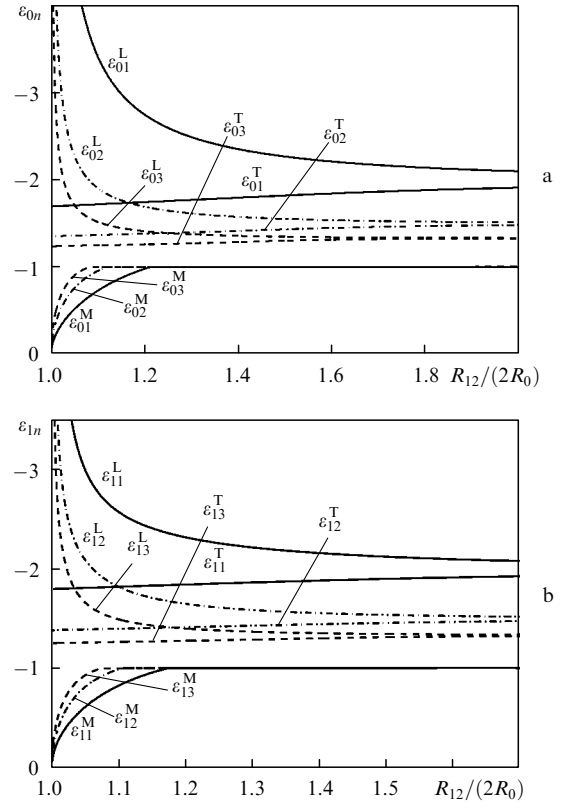 ε₀ₙ
ε₀₁ᴸ
−3
ε₀₃ᵀ
ε₀₂ᵀ
ε₀₂ᴸ
ε₀₃ᴸ
ε₀₁ᵀ
a
−2
−1
ε₀₃ᴹ
ε₀₂ᴹ
ε₀₁ᴹ
0
1.0 1.2 1.4 1.6 1.8 R₁₂/(2R₀)
ε₁ₙ
−3
ε₁₁ᴸ
ε₁₃ᵀ
ε₁₂ᵀ
ε₁₂ᴸ
ε₁₃ᴸ
ε₁₁ᵀ
−2
b
−1
ε₁₃ᴹ
ε₁₂ᴹ
ε₁₁ᴹ
0
1.0 1.1 1.2 1.3 1.4 1.5 1.6 R₁₂/(2R₀)